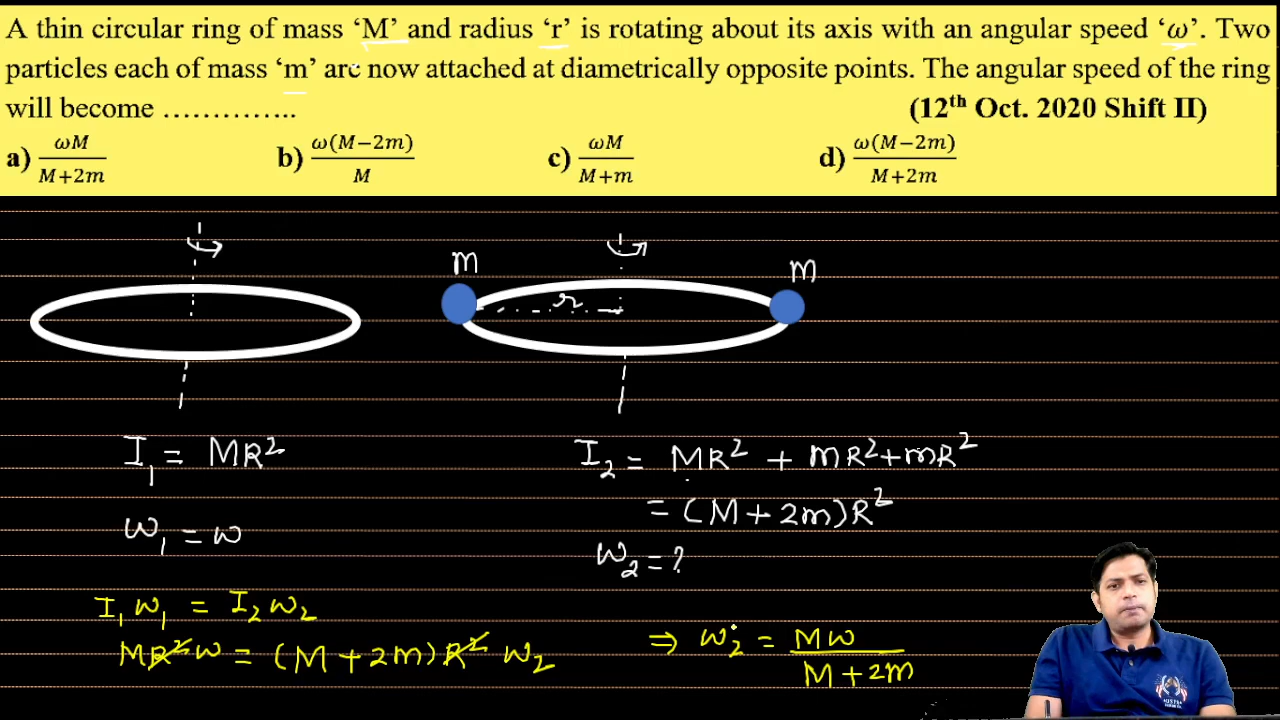 A thin circular ring of mass ‘M’ and radius ‘r’ is rotating about its axis with an angular speed ‘ω’. Two
particles each of mass ‘m’ are now attached at diametrically opposite points. The angular speed of the ring
will become ………….. (12th Oct. 2020 Shift II)
a) ωM/(M+2m) b) ω(M−2m)/M c) ωM/(M+m) d) ω(M−2m)/(M+2m)
m m
r
I₁ = MR² I₂ = MR² + mR²+mR²
= (M+2m)R²
ω₁ = ω
ω₂ = ?
I₁ω₁ = I₂ω₂
MR²ω = (M+2m)R² ω₂ ⇒ ω₂ = Mω/(M+2m)